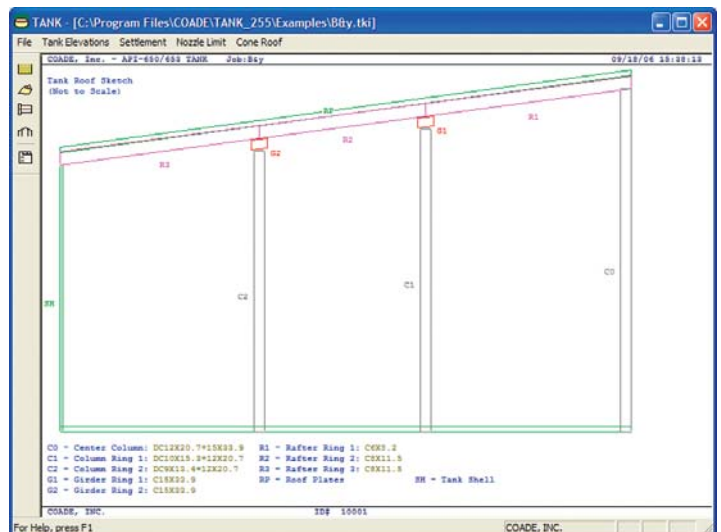 TANK - [C:\Program Files\COADE\TANK_255\Examples\B&y.tki]
File Tank Elevations Settlement Nozzle Limit Cone Roof
COADE, Inc. - API-650/653 TANK Job:B&y 09/18/06 15:38:13
Tank Roof Sketch
(Not to Scale)
RP
R1
G1
R2
G2
R3
C0
C1
C2
SH
C0 - Center Column: DC12X20.7+15X33.9 R1 - Rafter Ring 1: C6X8.2
C1 - Column Ring 1: DC10X15.3+12X20.7 R2 - Rafter Ring 2: C8X11.5
C2 - Column Ring 2: DC9X13.4+12X20.7 R3 - Rafter Ring 3: C8X11.5
G1 - Girder Ring 1: C15X33.9 RP - Roof Plates SH - Tank Shell
G2 - Girder Ring 2: C15X33.9
COADE, INC. ID# 10001
For Help, press F1 COADE, INC.